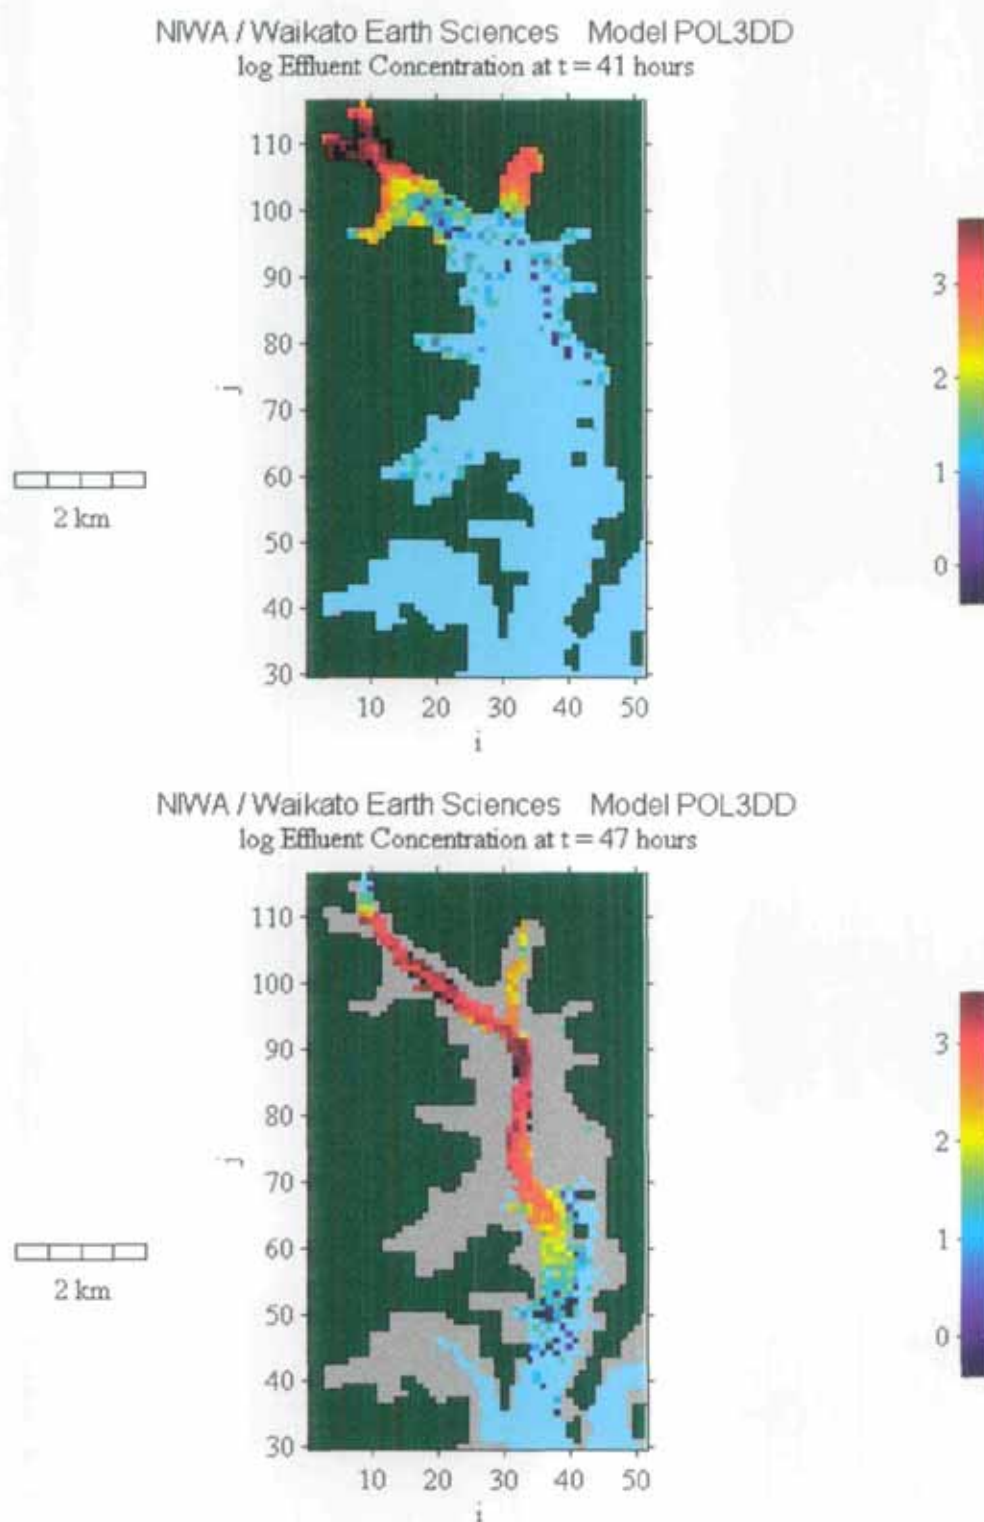 NIWA / Waikato Earth Sciences Model POL3DD
log Effluent Concentration at t = 41 hours
110
100
90
80
70
60
50
40
30
j
10 20 30 40 50
i
2 km
3
2
1
0
NIWA / Waikato Earth Sciences Model POL3DD
log Effluent Concentration at t = 47 hours
110
100
90
80
70
60
50
40
30
j
10 20 30 40 50
i
2 km
3
2
1
0